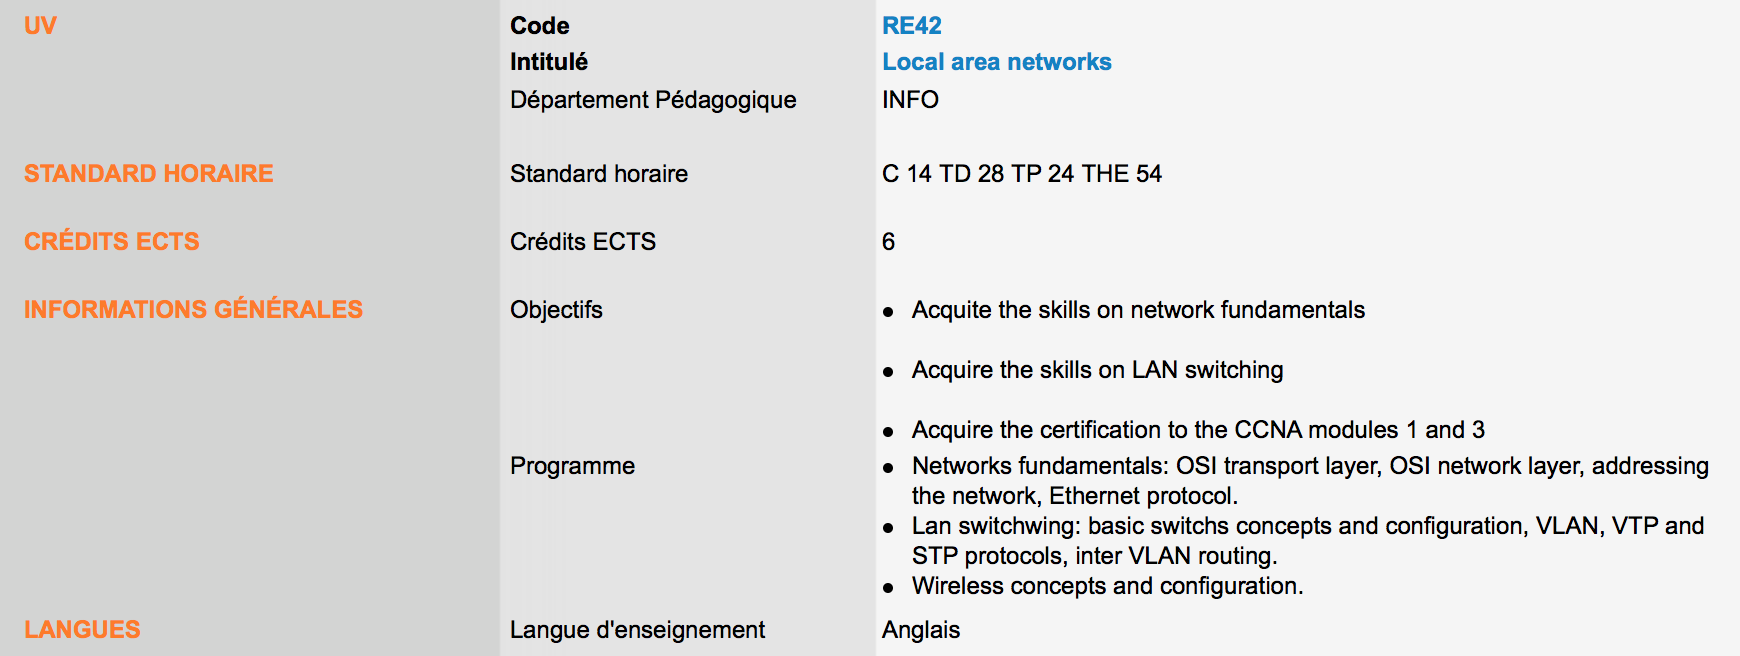 UV Code RE42
Intitulé Local area networks
Département Pédagogique INFO
STANDARD HORAIRE Standard horaire C 14 TD 28 TP 24 THE 54
CRÉDITS ECTS Crédits ECTS 6
INFORMATIONS GÉNÉRALES Objectifs • Acquite the skills on network fundamentals
• Acquire the skills on LAN switching
• Acquire the certification to the CCNA modules 1 and 3
Programme • Networks fundamentals: OSI transport layer, OSI network layer, addressing
the network, Ethernet protocol.
• Lan switchwing: basic switchs concepts and configuration, VLAN, VTP and
STP protocols, inter VLAN routing.
• Wireless concepts and configuration.
LANGUES Langue d'enseignement Anglais